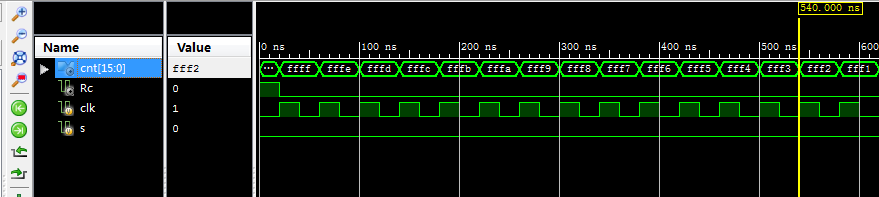 540.000 ns
Name Value
0 ns 100 ns 200 ns 300 ns 400 ns 500 ns 600
cnt[15:0] fff2 ... ffff fffe fffd fffc fffb fffa fff9 fff8 fff7 fff6 fff5 fff4 fff3 fff2 fff1
Rc 0
clk 1
s 0